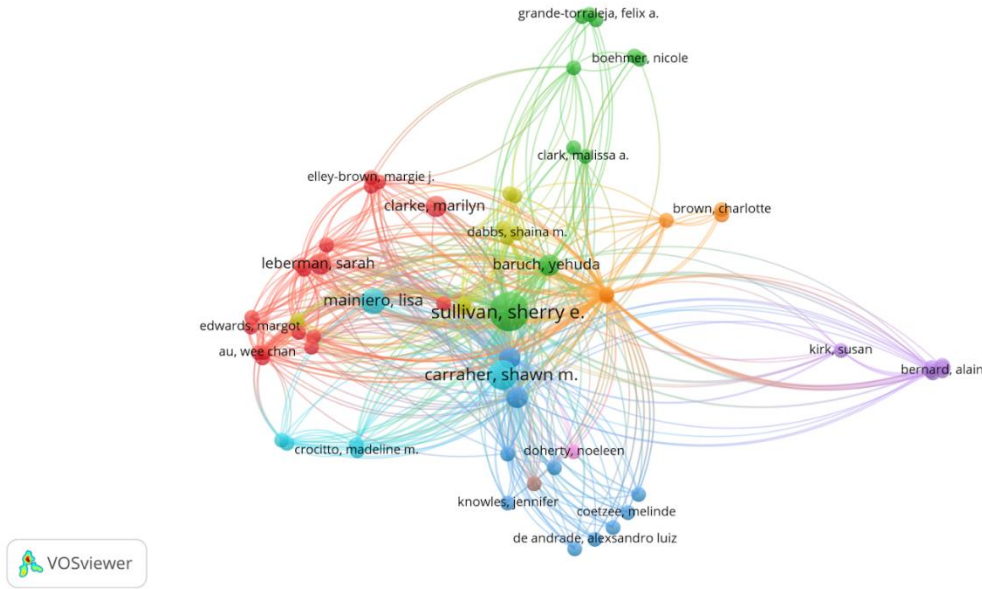 grande-torraleja, felix a.
boehmer, nicole
clark, malissa a.
elley-brown, margie j.
clarke, marilyn
brown, charlotte
dabbs, shaina m.
leberman, sarah
baruch, yehuda
mainiero, lisa
sullivan, sherry e.
edwards, margot
au, wee chan
kirk, susan
carraher, shawn m.
bernard, alain
crocitto, madeline m.
doherty, noeleen
knowles, jennifer
coetzee, melinde
de andrade, alexsandro luiz
VOSviewer